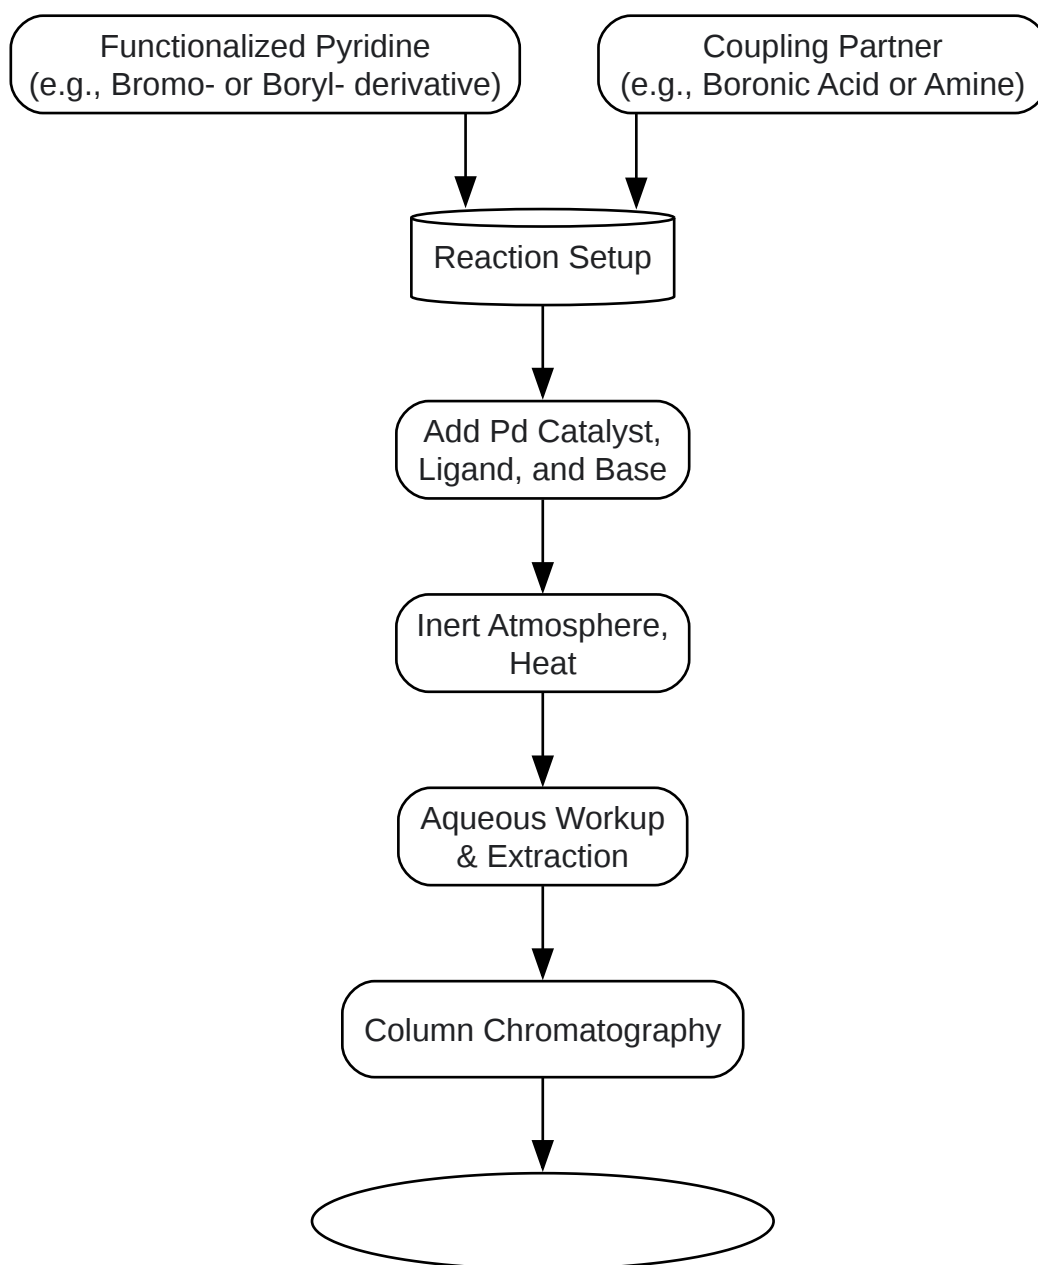 Functionalized Pyridine
(e.g., Bromo- or Boryl- derivative)
Coupling Partner
(e.g., Boronic Acid or Amine)
Reaction Setup
Add Pd Catalyst,
Ligand, and Base
Inert Atmosphere,
Heat
Aqueous Workup
& Extraction
Column Chromatography